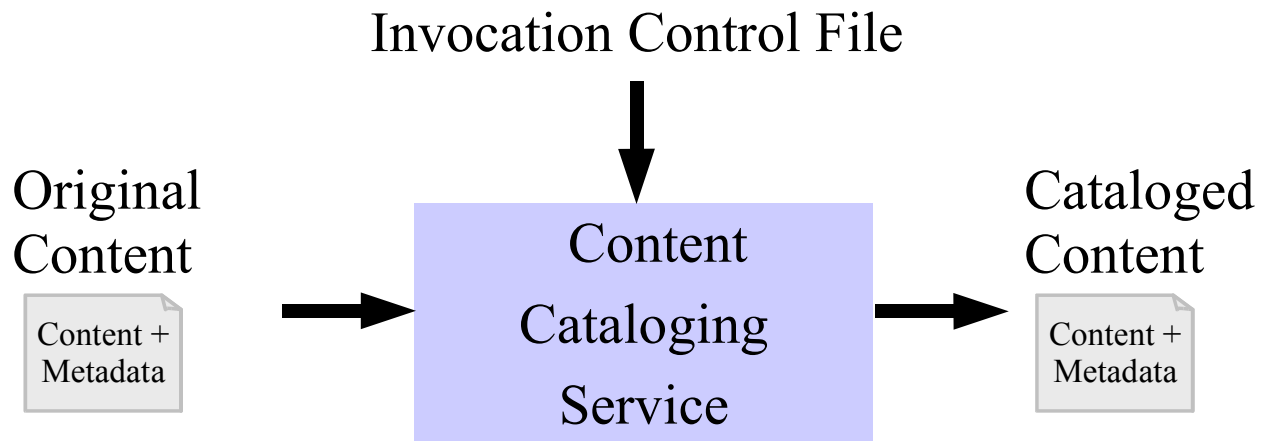 Invocation Control File
Original
Content
Content +
Metadata
Content
Cataloging
Service
Cataloged
Content
Content +
Metadata